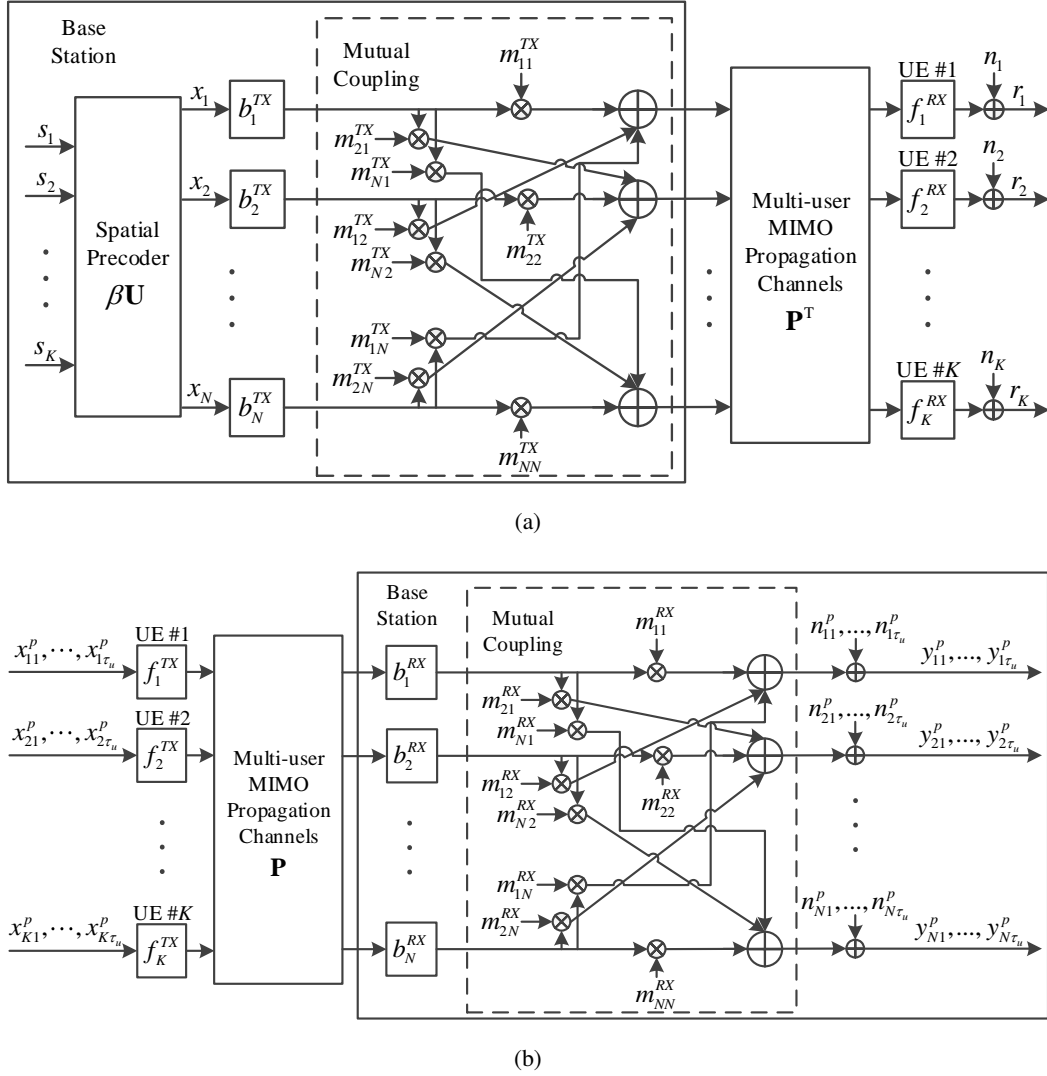 Base
Station
Mutual
Coupling
m_{11}^{TX}
UE #1
n_1
x_1
b_1^{TX}
f_1^{RX}
r_1
s_1
m_{21}^{TX}
UE #2
n_2
m_{N1}^{TX}
s_2
x_2
b_2^{TX}
f_2^{RX}
r_2
Spatial
Precoder
βU
m_{12}^{TX}
m_{22}^{TX}
m_{N2}^{TX}
Multi-user
MIMO
Propagation
Channels
P^T
m_{1N}^{TX}
s_K
m_{2N}^{TX}
UE #K
n_K
x_N
b_N^{TX}
f_K^{RX}
r_K
m_{NN}^{TX}
(a)
Base
Station
Mutual
Coupling
m_{11}^{RX}
UE #1
n_{11}^p,...,n_{1τ_u}^p
x_{11}^p,⋯,x_{1τ_u}^p
f_1^{TX}
b_1^{RX}
y_{11}^p,...,y_{1τ_u}^p
m_{21}^{RX}
UE #2
m_{N1}^{RX}
n_{21}^p,...,n_{2τ_u}^p
x_{21}^p,⋯,x_{2τ_u}^p
f_2^{TX}
b_2^{RX}
y_{21}^p,...,y_{2τ_u}^p
Multi-user
MIMO
Propagation
Channels
P
m_{12}^{RX}
m_{22}^{RX}
m_{N2}^{RX}
m_{1N}^{RX}
UE #K
m_{2N}^{RX}
n_{N1}^p,...,n_{Nτ_u}^p
x_{K1}^p,⋯,x_{Kτ_u}^p
f_K^{TX}
b_N^{RX}
y_{N1}^p,...,y_{Nτ_u}^p
m_{NN}^{RX}
(b)